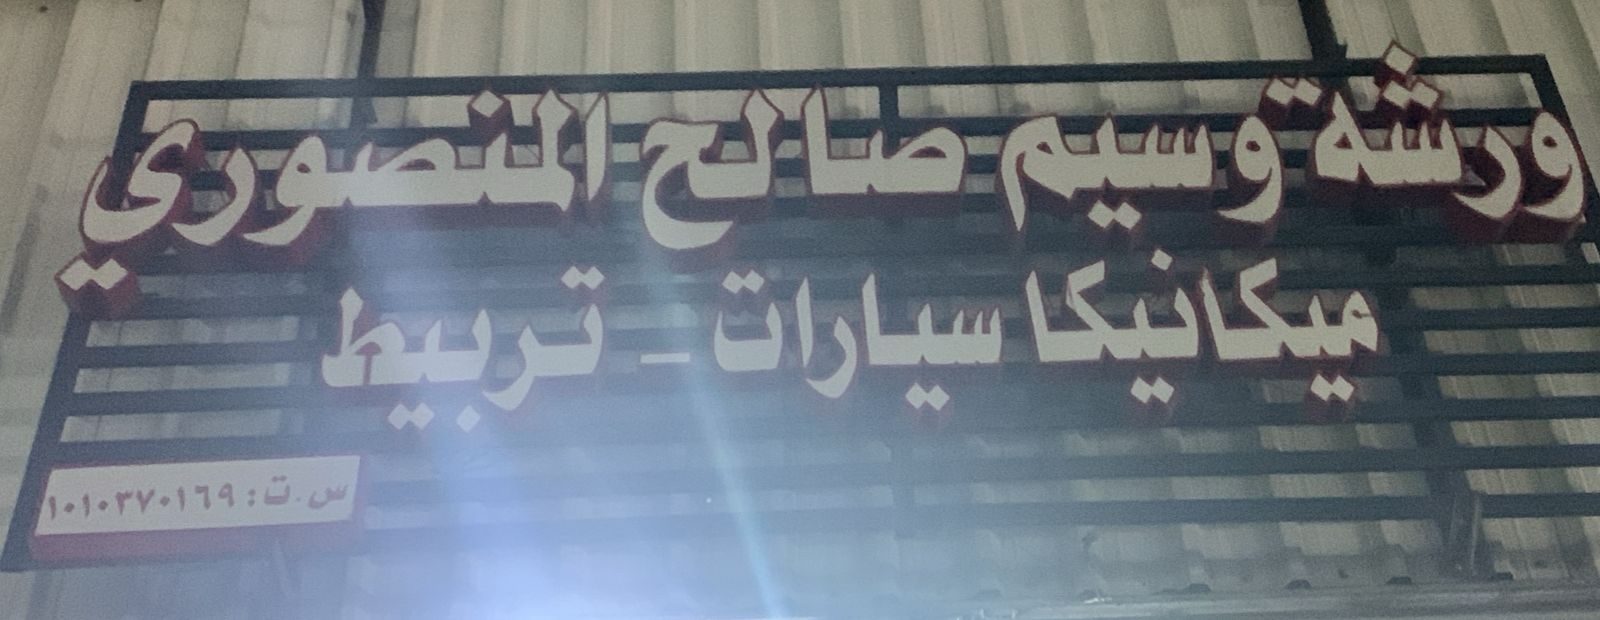 ورشة وسيم صالح المنصوري
ميكانيكا سيارات - تربيط
س.ت: ١٠١٠٣٧٠١٦٩